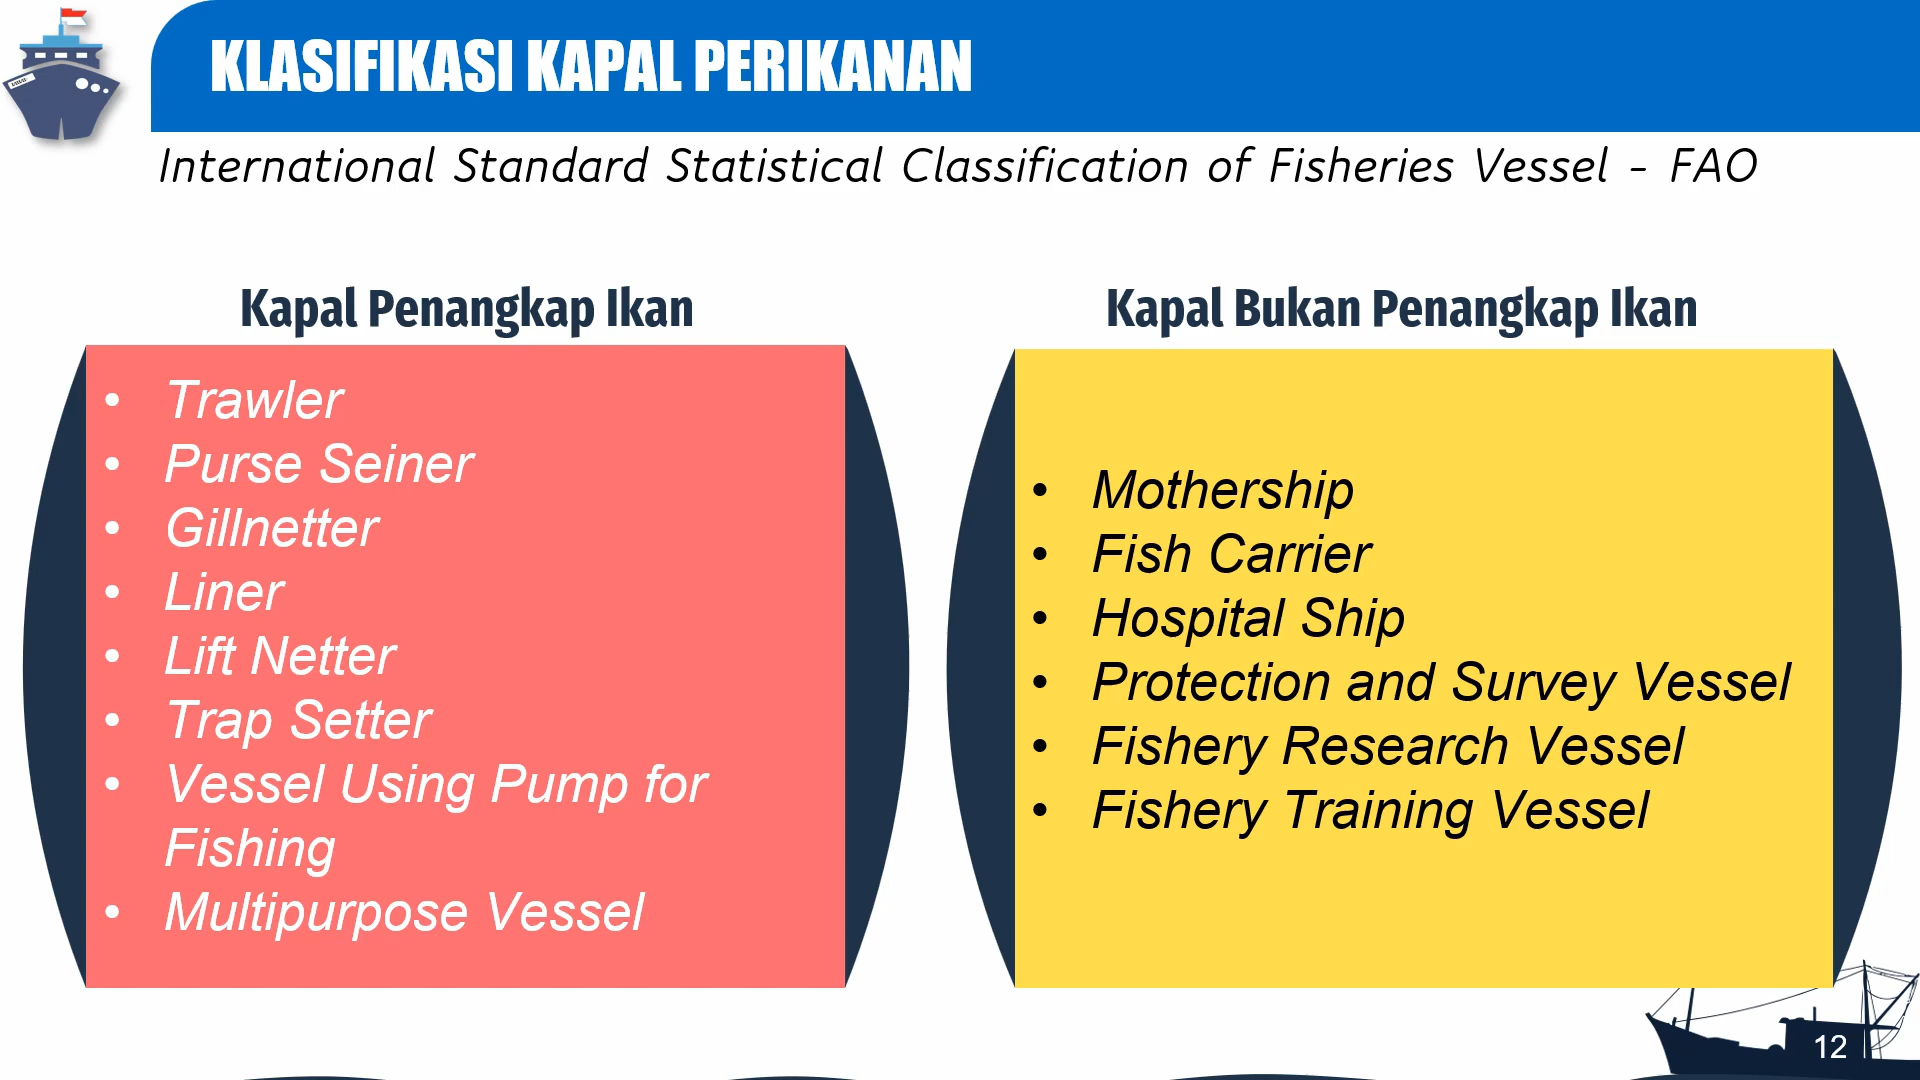 KLASIFIKASI KAPAL PERIKANAN
International Standard Statistical Classification of Fisheries Vessel - FAO
Kapal Penangkap Ikan
• Trawler
• Purse Seiner
• Gillnetter
• Liner
• Lift Netter
• Trap Setter
• Vessel Using Pump for
Fishing
• Multipurpose Vessel
Kapal Bukan Penangkap Ikan
• Mothership
• Fish Carrier
• Hospital Ship
• Protection and Survey Vessel
• Fishery Research Vessel
• Fishery Training Vessel
12